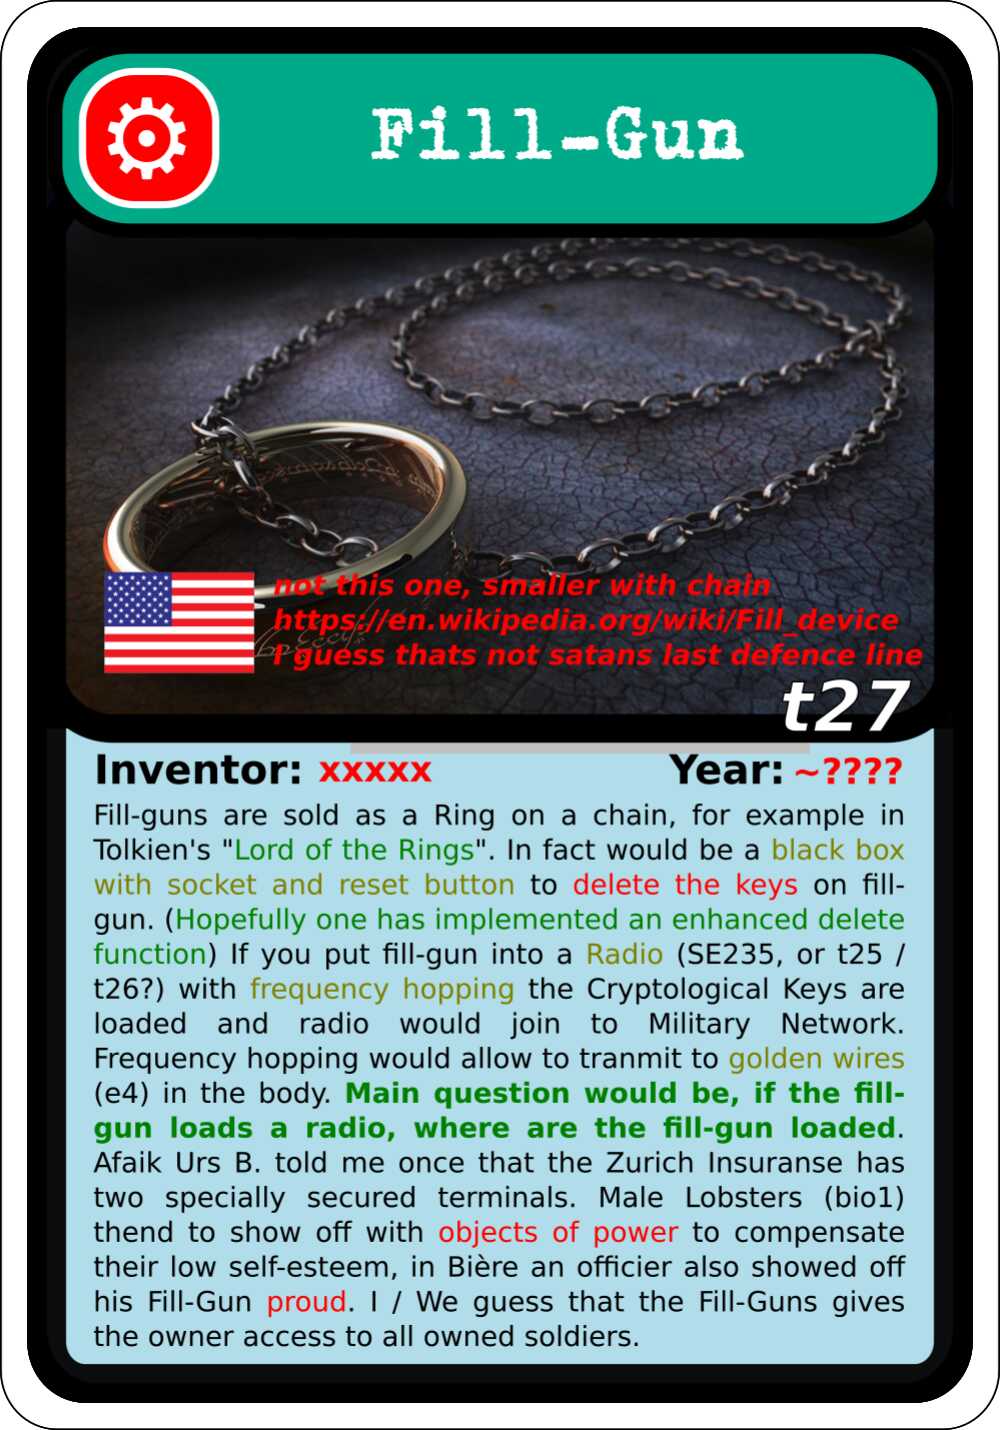 Fill-Gun
not this one, smaller with chain
https://en.wikipedia.org/wiki/Fill_device
I guess thats not satans last defence line
t27
Inventor: xxxxx Year: ~????
Fill-guns are sold as a Ring on a chain, for example in
Tolkien's "Lord of the Rings". In fact would be a black box
with socket and reset button to delete the keys on fill-
gun. (Hopefully one has implemented an enhanced delete
function) If you put fill-gun into a Radio (SE235, or t25 /
t26?) with frequency hopping the Cryptological Keys are
loaded and radio would join to Military Network.
Frequency hopping would allow to tranmit to golden wires
(e4) in the body. Main question would be, if the fill-
gun loads a radio, where are the fill-gun loaded.
Afaik Urs B. told me once that the Zurich Insuranse has
two specially secured terminals. Male Lobsters (bio1)
thend to show off with objects of power to compensate
their low self-esteem, in Bière an officier also showed off
his Fill-Gun proud. I / We guess that the Fill-Guns gives
the owner access to all owned soldiers.